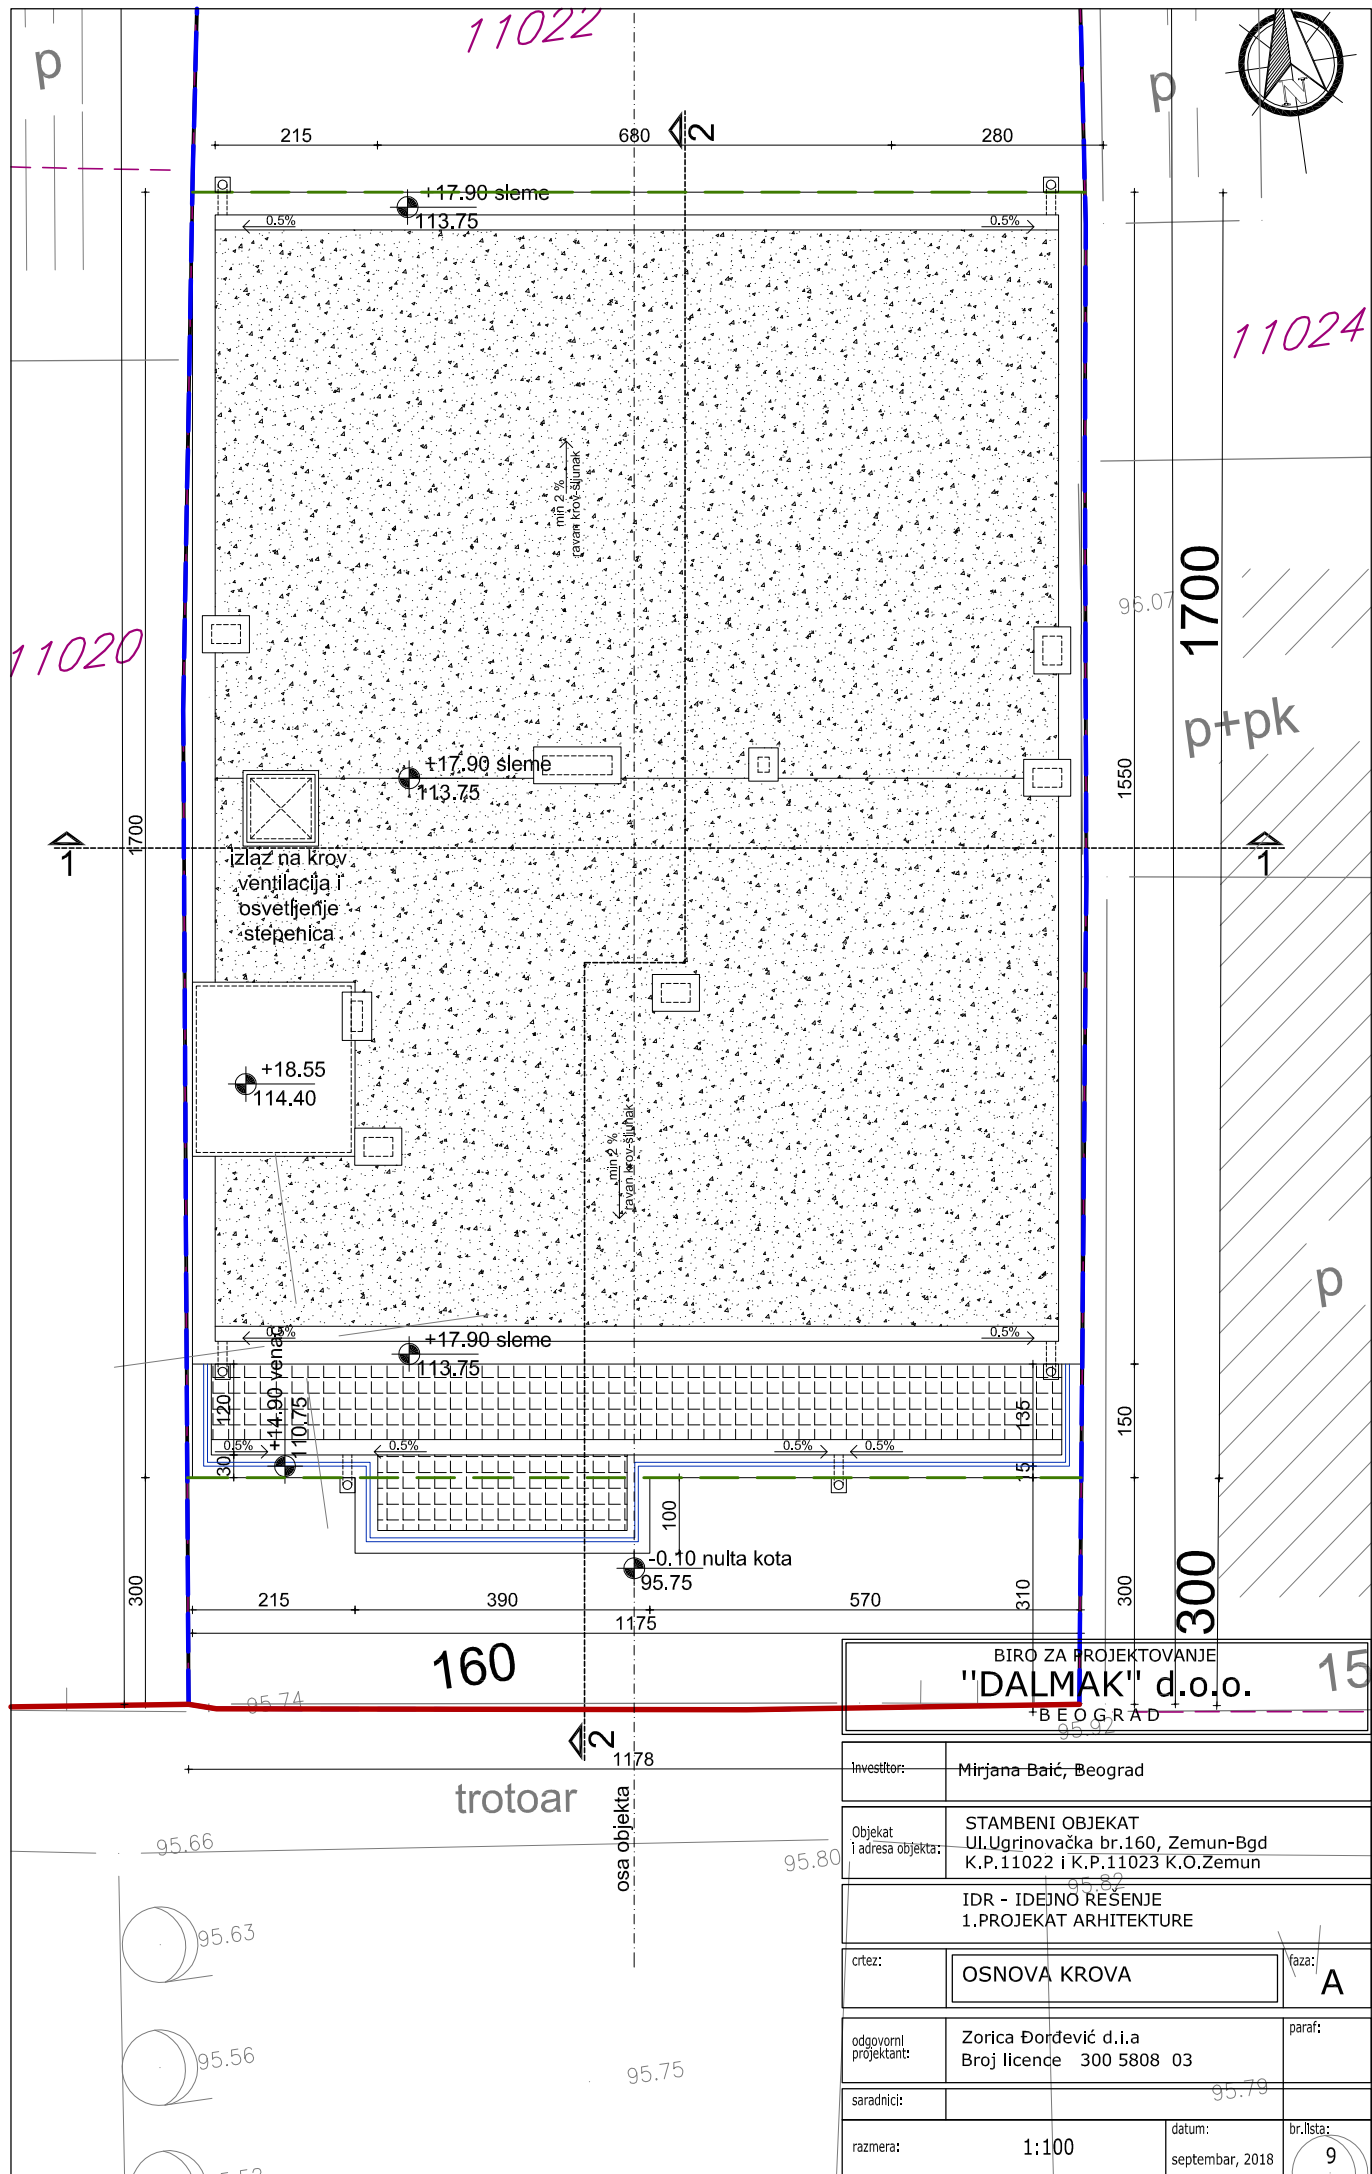 11022
p
p
N
215
680
280
2
+17.90 sleme
113.75
0.5%
0.5%
11024
min 2 %
ravan krov-šljunak
1700
96.07
11020
p+pk
+17.90 sleme
113.75
1550
1700
1
1
izlaz na krov
ventilacija i
osvetljenje
stepenica
+18.55
114.40
min 2 %
ravan krov-šljunak
p
0.5%
0.5%
+17.90 sleme
113.75
+14.90 venac
110.75
120
30
135
15
150
0.5%
0.5%
0.5%
0.5%
100
-0.10 nulta kota
95.75
300
215
390
570
310
300
300
1175
160
15
95.74
95.92
2
1178
trotoar
osa objekta
95.66
95.80
95.82
95.63
95.56
95.75
95.79
BIRO ZA PROJEKTOVANJE
"DALMAK" d.o.o.
BEOGRAD
investitor:
Mirjana Baić, Beograd
Objekat
i adresa objekta:
STAMBENI OBJEKAT
Ul.Ugrinovačka br.160, Zemun-Bgd
K.P.11022 i K.P.11023 K.O.Zemun
IDR - IDEJNO REŠENJE
1.PROJEKAT ARHITEKTURE
crtez:
OSNOVA KROVA
faza:
A
odgovorni
projektant:
Zorica Đorđević d.i.a
Broj licence 300 5808 03
paraf:
saradnici:
razmera:
1:100
datum:
septembar, 2018
br.lista:
9